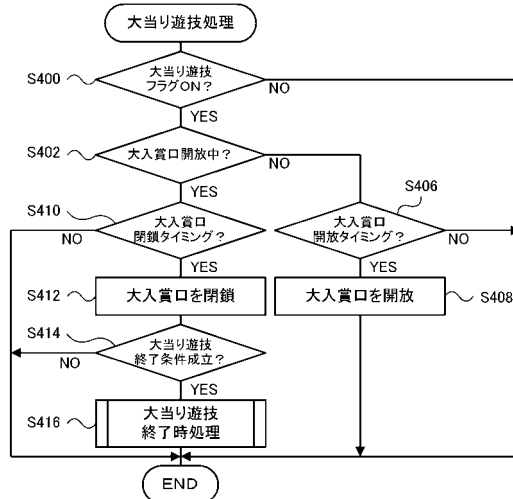 大当り遊技処理
S400
大当り遊技
フラグON？
NO
YES
S402
大入賞口開放中？
NO
YES
S406
S410
大入賞口
閉鎖タイミング？
NO
YES
大入賞口
開放タイミング？
NO
YES
S412
大入賞口を閉鎖
大入賞口を開放
S408
S414
大当り遊技
終了条件成立？
NO
YES
S416
大当り遊技
終了時処理
END